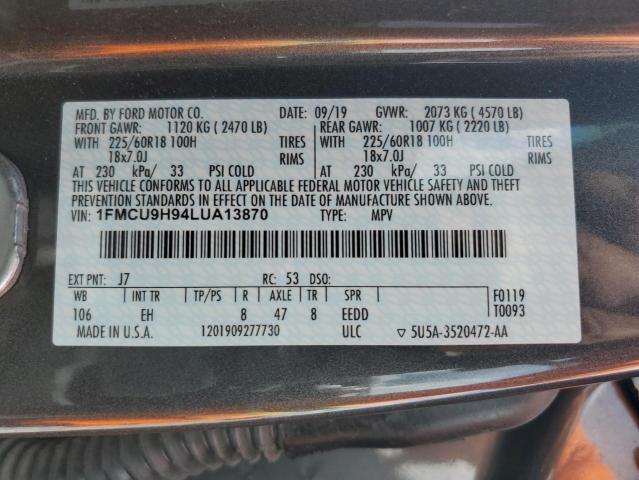 MFD. BY FORD MOTOR CO. DATE: 09/19 GVWR: 2073 KG (4570 LB)
FRONT GAWR: 1120 KG (2470 LB) REAR GAWR: 1007 KG (2220 LB)
WITH 225/60R18 100H TIRES WITH 225/60R18 100H TIRES
18x7.0J RIMS 18x7.0J RIMS
AT 230 kPa/ 33 PSI COLD AT 230 kPa/ 33 PSI COLD
THIS VEHICLE CONFORMS TO ALL APPLICABLE FEDERAL MOTOR VEHICLE SAFETY AND THEFT
PREVENTION STANDARDS IN EFFECT ON THE DATE OF MANUFACTURE SHOWN ABOVE.
VIN: 1FMCU9H94LUA13870 TYPE: MPV
EXT PNT: J7 RC: 53 DSO:
WB INT TR TP/PS R AXLE TR SPR F0119
106 EH 8 47 8 EEDD T0093
MADE IN U.S.A. 1201909277730 ULC ▽ 5U5A-3520472-AA